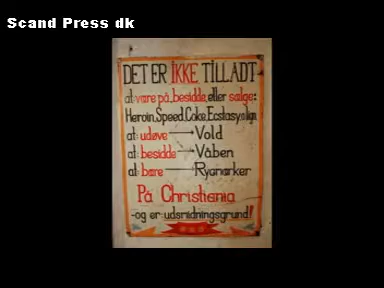 Scand Press dk
DET ER IKKE TILLADT
at være på, besidde, eller sælge:
Heroin, Speed, Coke, Ecstasy o.lign.
at udøve → Vold
at besidde → Våben
at bære → Rygmærker
På Christiania
-og er udsmidningsgrund!